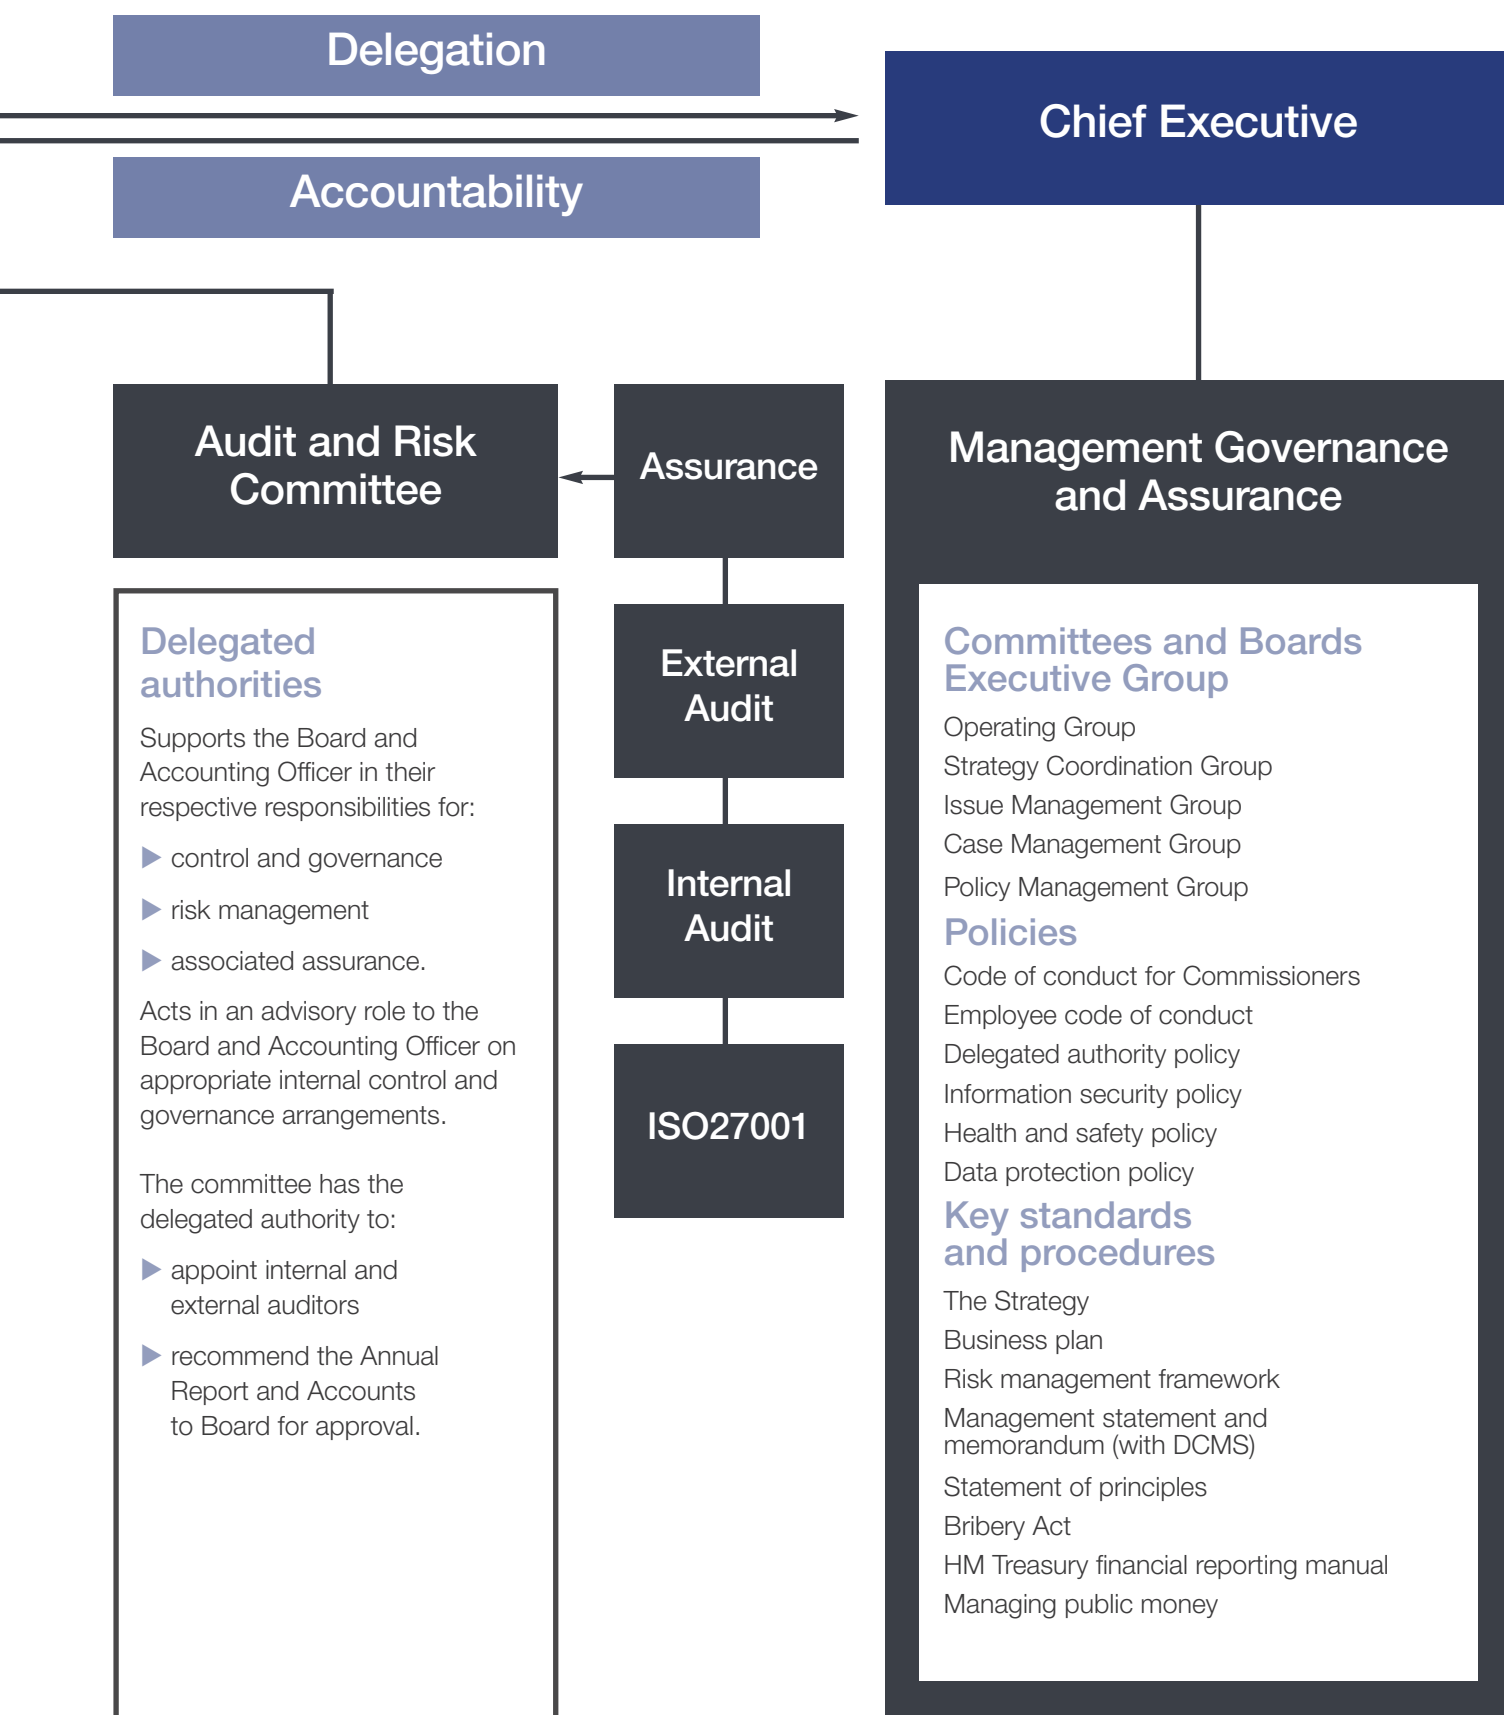 Delegation
Accountability
Chief Executive
Audit and Risk
Committee
Delegated
authorities
Supports the Board and
Accounting Officer in their
respective responsibilities for:
control and governance
risk management
associated assurance.
Acts in an advisory role to the
Board and Accounting Officer on
appropriate internal control and
governance arrangements.
The committee has the
delegated authority to:
appoint internal and
external auditors
recommend the Annual
Report and Accounts
to Board for approval.
Assurance
External
Audit
Internal
Audit
ISO27001
Management Governance
and Assurance
Committees and Boards
Executive Group
Operating Group
Strategy Coordination Group
Issue Management Group
Case Management Group
Policy Management Group
Policies
Code of conduct for Commissioners
Employee code of conduct
Delegated authority policy
Information security policy
Health and safety policy
Data protection policy
Key standards
and procedures
The Strategy
Business plan
Risk management framework
Management statement and
memorandum (with DCMS)
Statement of principles
Bribery Act
HM Treasury financial reporting manual
Managing public money